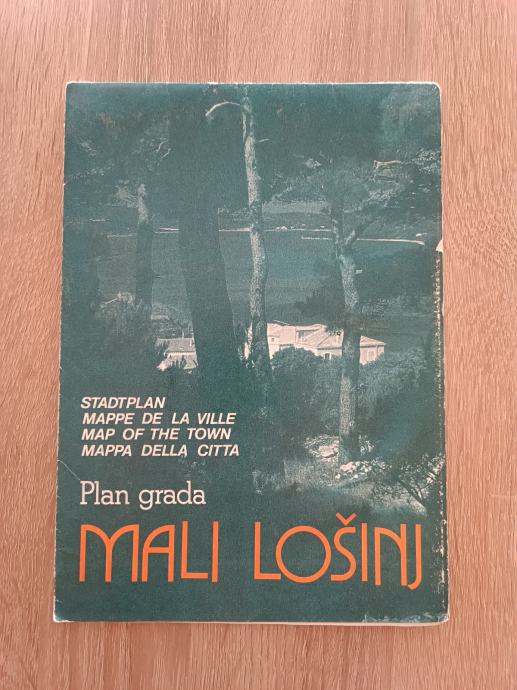 STADTPLAN
MAPPE DE LA VILLE
MAP OF THE TOWN
MAPPA DELLA CITTA
Plan grada
MALI LOŠINJ